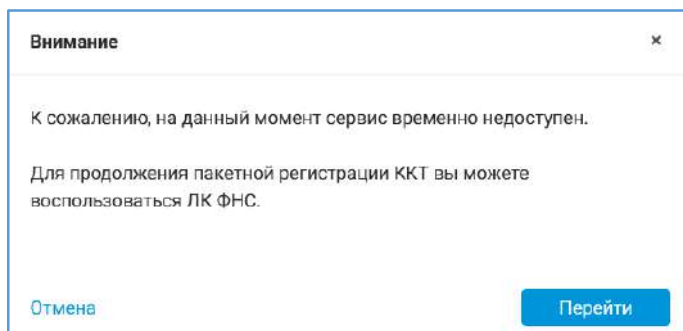 Внимание ×
К сожалению, на данный момент сервис временно недоступен.
Для продолжения пакетной регистрации ККТ вы можете
воспользоваться ЛК ФНС.
Отмена Перейти